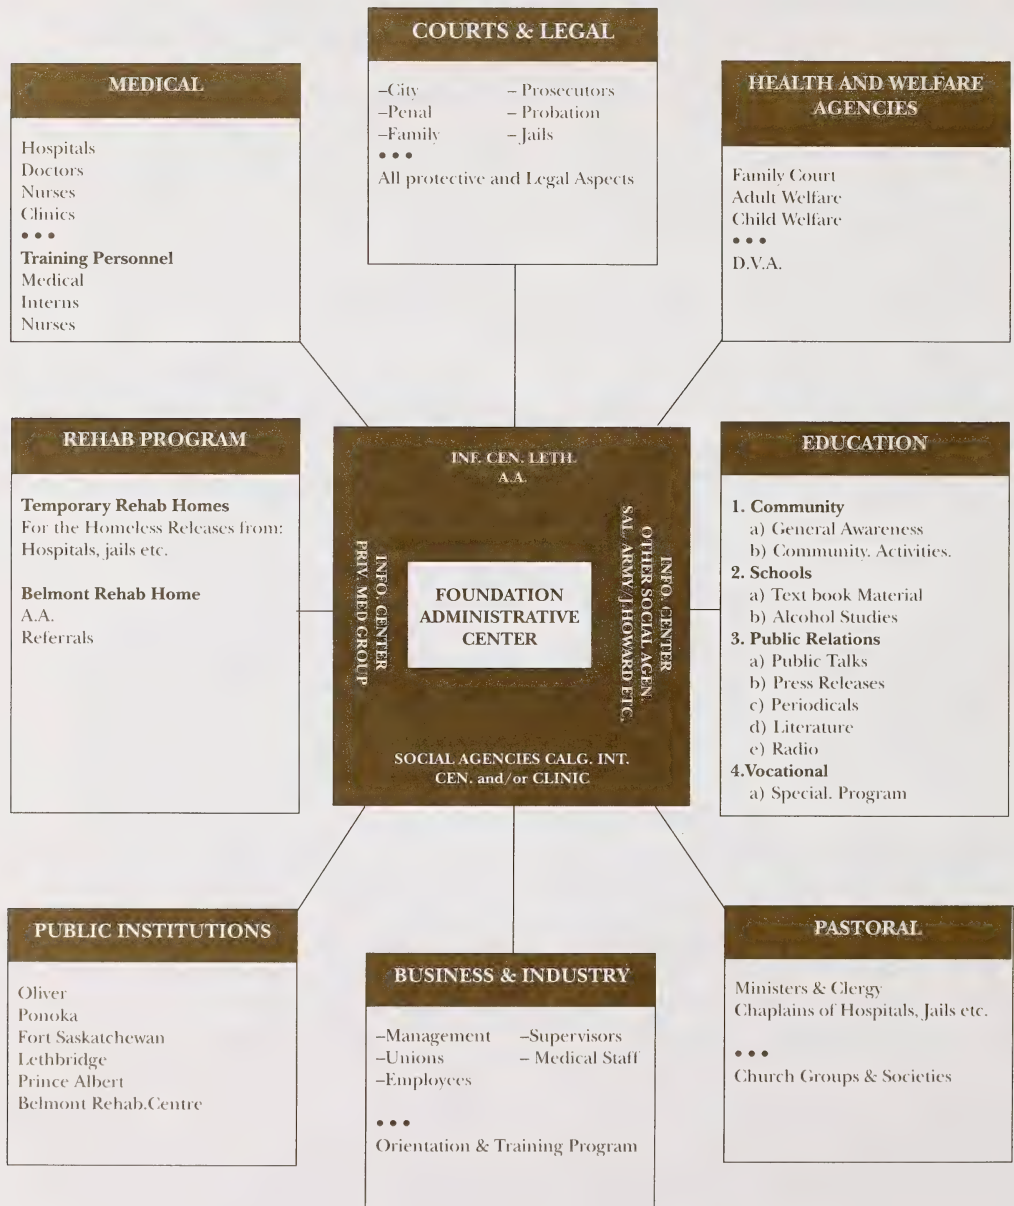 COURTS & LEGAL
–City – Prosecutors
–Penal – Probation
–Family – Jails
• • •
All protective and Legal Aspects
MEDICAL
Hospitals
Doctors
Nurses
Clinics
• • •
Training Personnel
Medical
Interns
Nurses
HEALTH AND WELFARE
AGENCIES
Family Court
Adult Welfare
Child Welfare
• • •
D.V.A.
REHAB PROGRAM
Temporary Rehab Homes
For the Homeless Releases from:
Hospitals, jails etc.
Belmont Rehab Home
A.A.
Referrals
INF. CEN. LETH.
A.A.
INFO. CENTER
PRIV. MED GROUP
FOUNDATION
ADMINISTRATIVE
CENTER
INFO. CENTER
OTHER SOCIAL AGEN.
SAL. ARMY/J.HOWARD ETC.
SOCIAL AGENCIES CALG. INT.
CEN. and/or CLINIC
EDUCATION
1. Community
a) General Awareness
b) Community. Activities.
2. Schools
a) Text book Material
b) Alcohol Studies
3. Public Relations
a) Public Talks
b) Press Releases
c) Periodicals
d) Literature
e) Radio
4.Vocational
a) Special. Program
PUBLIC INSTITUTIONS
Oliver
Ponoka
Fort Saskatchewan
Lethbridge
Prince Albert
Belmont Rehab.Centre
BUSINESS & INDUSTRY
–Management –Supervisors
–Unions – Medical Staff
–Employees
• • •
Orientation & Training Program
PASTORAL
Ministers & Clergy
Chaplains of Hospitals, Jails etc.
• • •
Church Groups & Societies